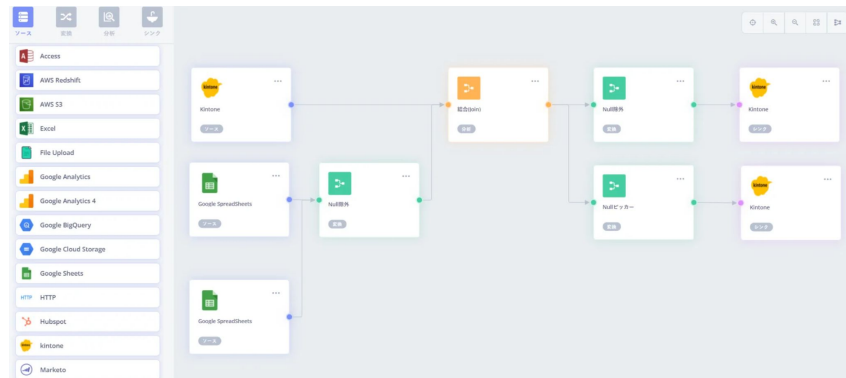 ソース 変換 分析 シンク
Access
AWS Redshift
AWS S3
Excel
File Upload
Google Analytics
Google Analytics 4
Google BigQuery
Google Cloud Storage
Google Sheets
HTTP HTTP
Hubspot
kintone
Marketo
kintone
Kintone
ソース
Google SpreadSheets
ソース
Google SpreadSheets
ソース
Null除外
変換
結合(Join)
分析
Null除外
変換
Nullピッカー
変換
kintone
Kintone
シンク
kintone
Kintone
シンク